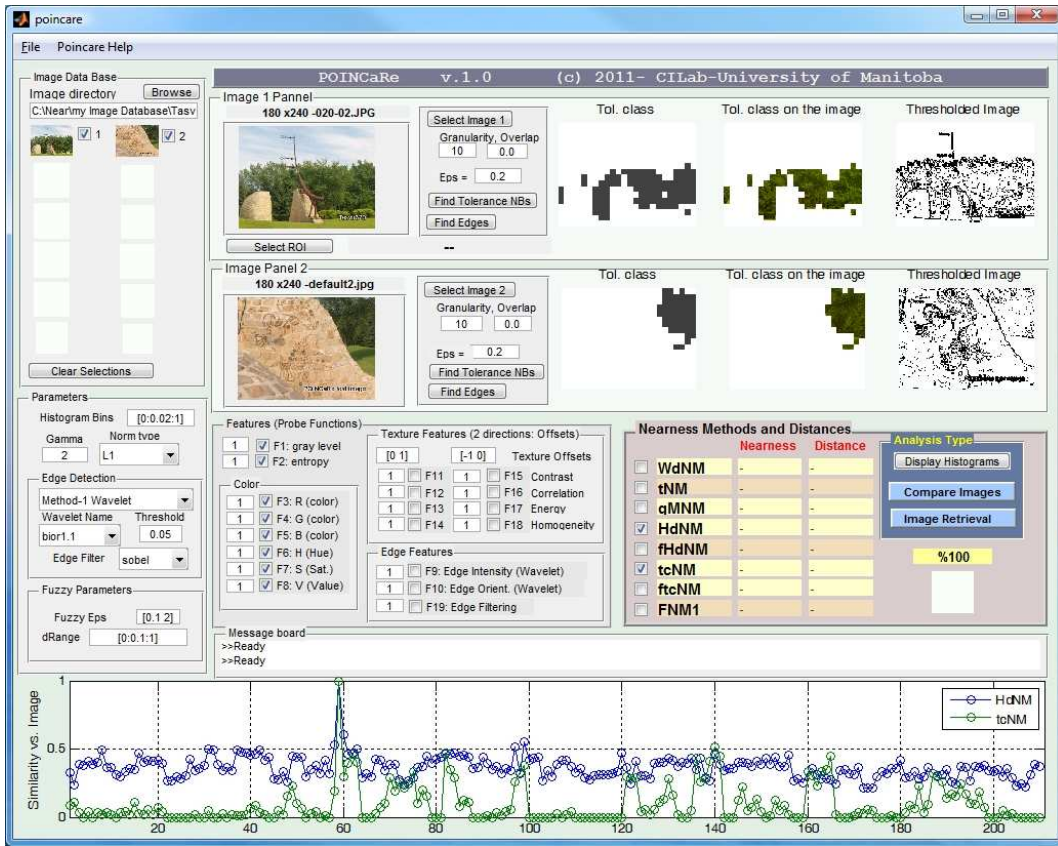 poincare
File Poincare Help
Image Data Base
Image directory Browse
C:\Near\my Image Database\Tasv
1 2
Clear Selections
POINCaRe v.1.0 (c) 2011- CILab-University of Manitoba
Image 1 Pannel
180 x240 -020-02.JPG
Select Image 1
Granularity, Overlap
10 0.0
Eps = 0.2
Find Tolerance NBs
Find Edges
Select ROI
--
Tol. class Tol. class on the image Thresholded Image
Image Panel 2
180 x240 -default2.jpg
Select Image 2
Granularity, Overlap
10 0.0
Eps = 0.2
Find Tolerance NBs
Find Edges
Tol. class Tol. class on the image Thresholded Image
Parameters
Histogram Bins [0:0.02:1]
Gamma Norm type
2 L1
Edge Detection
Method-1 Wavelet
Wavelet Name Threshold
bior1.1 0.05
Edge Filter sobel
Fuzzy Parameters
Fuzzy Eps [0.1 2]
dRange [0:0.1:1]
Features (Probe Functions)
1 F1: gray level
1 F2: entropy
Color
1 F3: R (color)
1 F4: G (color)
1 F5: B (color)
1 F6: H (Hue)
1 F7: S (Sat.)
1 F8: V (Value)
Texture Features (2 directions: Offsets)
[0 1] [-1 0] Texture Offsets
1 F11 1 F15 Contrast
1 F12 1 F16 Correlation
1 F13 1 F17 Energy
1 F14 1 F18 Homogeneity
Edge Features
1 F9: Edge Intensity (Wavelet)
1 F10: Edge Orient. (Wavelet)
1 F19: Edge Filtering
Nearness Methods and Distances
Nearness Distance
WdNM - -
tNM - -
qMNM - -
HdNM - -
fHdNM - -
tcNM - -
ftcNM - -
FNM1 - -
Analysis Type
Display Histograms
Compare Images
Image Retrieval
%100
Message board
>>Ready
>>Ready
Similarity vs. Image
1
0.5
0
20 40 60 80 100 120 140 160 180 200
HdNM
tcNM